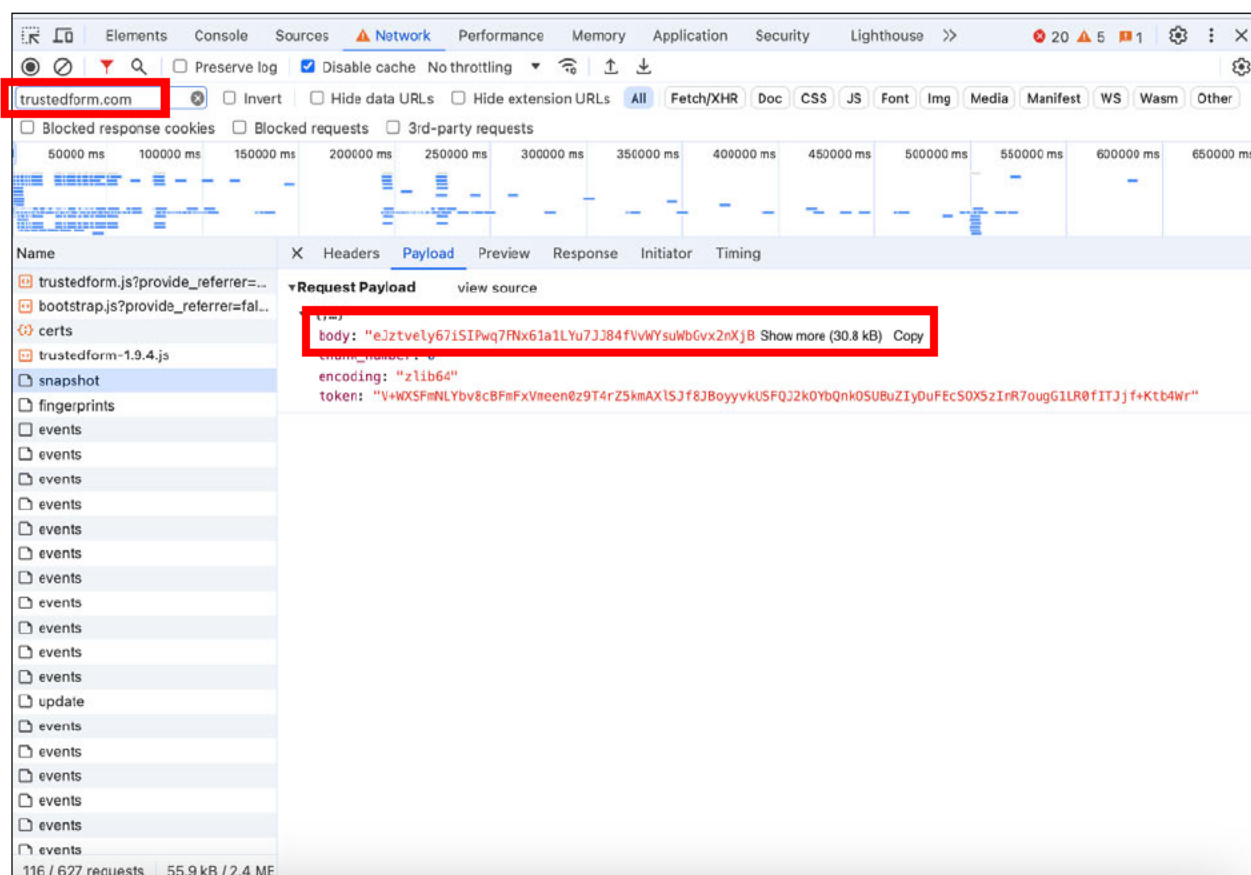 Elements Console Sources Network Performance Memory Application Security Lighthouse 20 5 1
Preserve log Disable cache No throttling
trustedform.com Invert Hide data URLs Hide extension URLs All Fetch/XHR Doc CSS JS Font Img Media Manifest WS Wasm Other
Blocked response cookies Blocked requests 3rd-party requests
50000 ms 100000 ms 150000 ms 200000 ms 250000 ms 300000 ms 350000 ms 400000 ms 450000 ms 500000 ms 550000 ms 600000 ms 650000 ms
Name Headers Payload Preview Response Initiator Timing
trustedform.js?provide_referrer=...
bootstrap.js?provide_referrer=fal...
certs
trustedform-1.9.4.js
snapshot
fingerprints
events
events
events
events
events
events
events
events
events
events
events
update
events
events
events
events
events
events
116 / 627 requests 55.9 kB / 2.4 ME
Request Payload view source
{,…}
body: "eJztvely67iSIPwq7FNx61a1LYu7JJ84fVvWYsuWbGvx2nXjB Show more (30.8 kB) Copy
chunk_number: 0
encoding: "zlib64"
token: "V+WXSFmNLYbv8cBFmFxVmeen0z9T4rZ5kmAXlSJf8JBoyyvkUSFQJ2kOYbQnkOSUBuZIyDuFEcSOX5zInR7ougG1LR0fITJjf+Ktb4Wr"